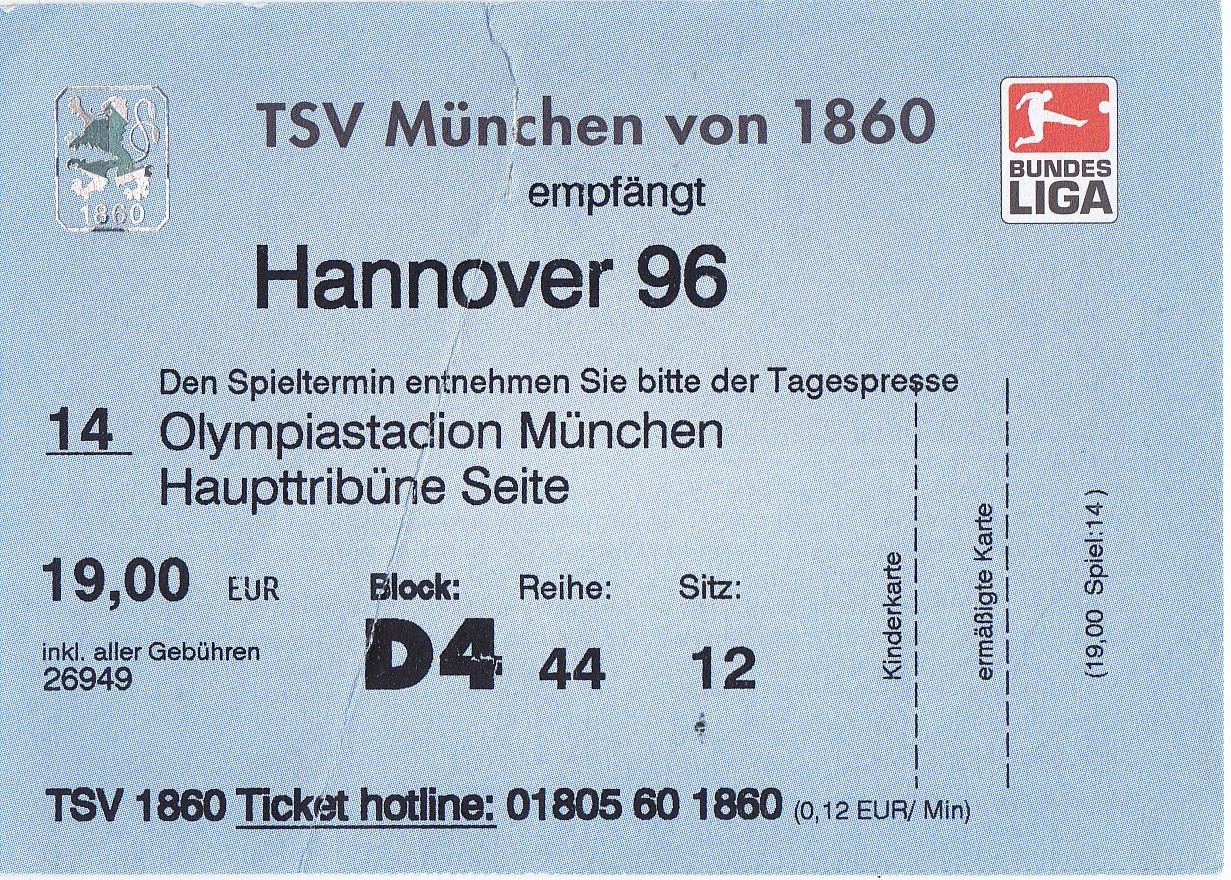 TSV München von 1860
1860
BUNDES
LIGA
empfängt
Hannover 96
Den Spieltermin entnehmen Sie bitte der Tagespresse
14 Olympiastadion München
Haupttribüne Seite
19,00 EUR Block: Reihe: Sitz:
inkl. aller Gebühren
26949 D4 44 12
Kinderkarte
ermäßigte Karte
(19,00 Spiel:14 )
TSV 1860 Ticket hotline: 01805 60 1860 (0,12 EUR/ Min)